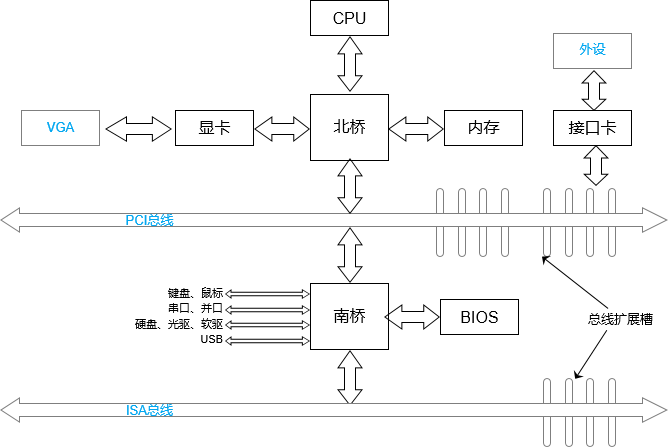 CPU
外设
VGA
显卡
北桥
内存
接口卡
PCI总线
键盘、鼠标
串口、并口
硬盘、光驱、软驱
USB
南桥
BIOS
总线扩展槽
ISA总线